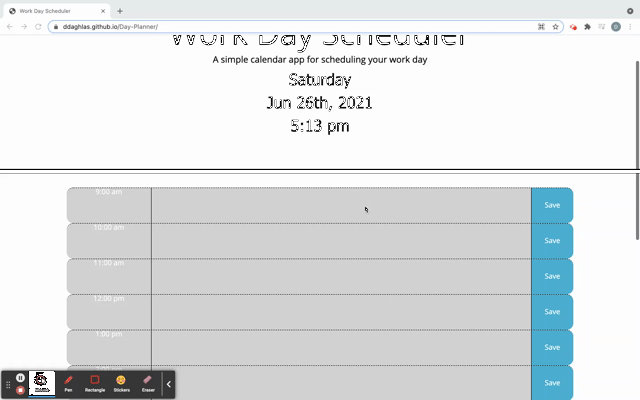 Work Day Scheduler
ddaghlas.github.io/Day-Planner/
Work Day Scheduler
A simple calendar app for scheduling your work day
Saturday
Jun 26th, 2021
5:13 pm
9:00 am
Save
10:00 am
Save
11:00 am
Save
12:00 pm
Save
1:00 pm
Save
Save
Pen
Rectangle
Stickers
Eraser